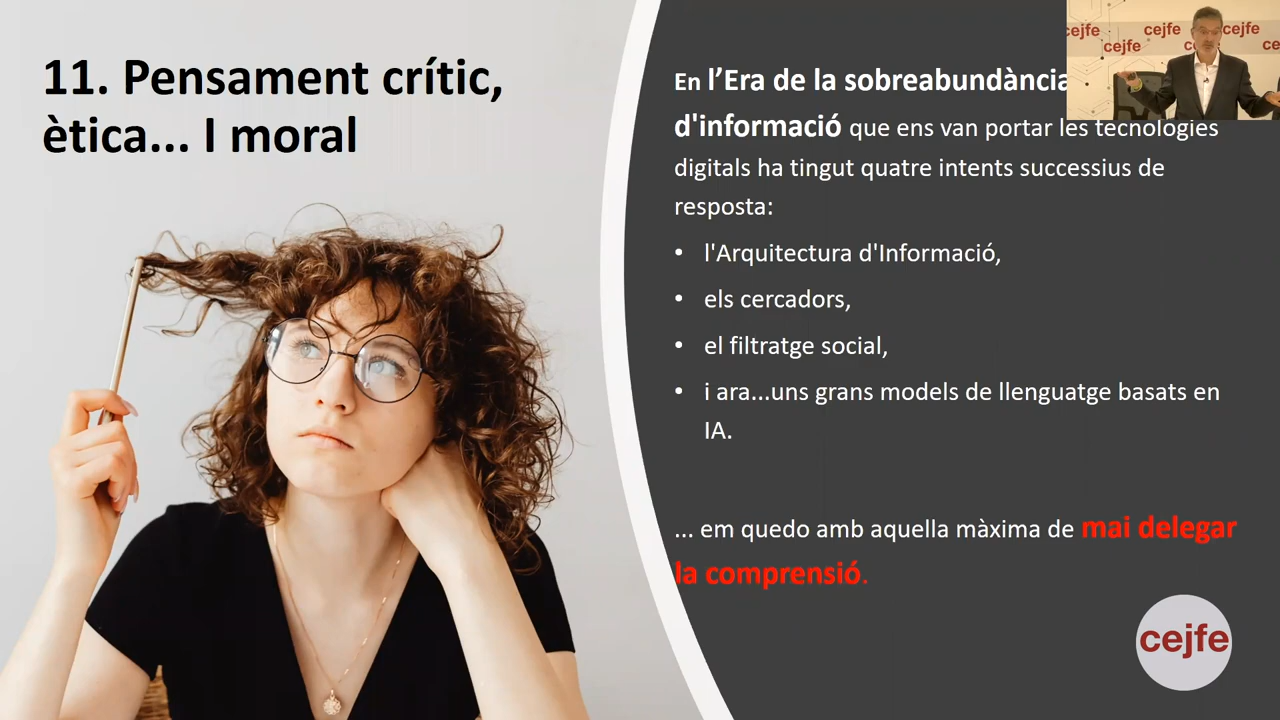 11. Pensament crític,
ètica... I moral
En l’Era de la sobreabundància
d'informació que ens van portar les tecnologies
digitals ha tingut quatre intents successius de
resposta:
• l'Arquitectura d'Informació,
• els cercadors,
• el filtratge social,
• i ara...uns grans models de llenguatge basats en
IA.
... em quedo amb aquella màxima de mai delegar
la comprensió.
cejfe
cejfe
cejfe
cejfe
cejfe